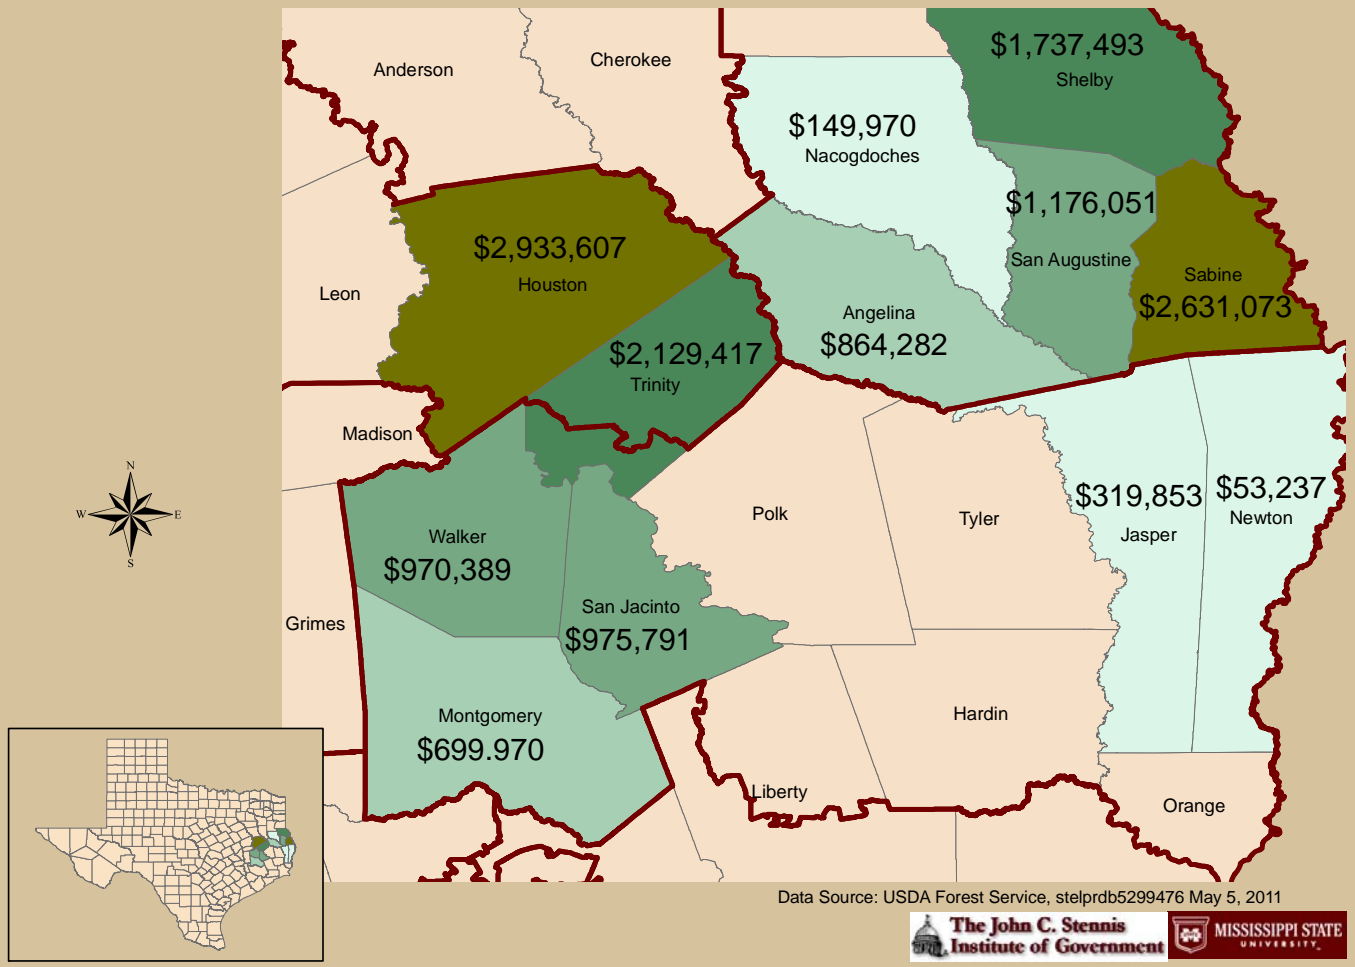 $1,737,493
Shelby
Anderson
Cherokee
$149,970
Nacogdoches
$1,176,051
San Augustine
$2,933,607
Houston
Sabine
$2,631,073
Leon
Angelina
$864,282
$2,129,417
Trinity
Madison
N
W
E
S
$319,853
Jasper
$53,237
Newton
Polk
Tyler
Walker
$970,389
San Jacinto
$975,791
Grimes
Montgomery
$699.970
Hardin
Liberty
Orange
Data Source: USDA Forest Service, stelprdb5299476 May 5, 2011
The John C. Stennis
Institute of Government
MISSISSIPPI STATE
UNIVERSITY